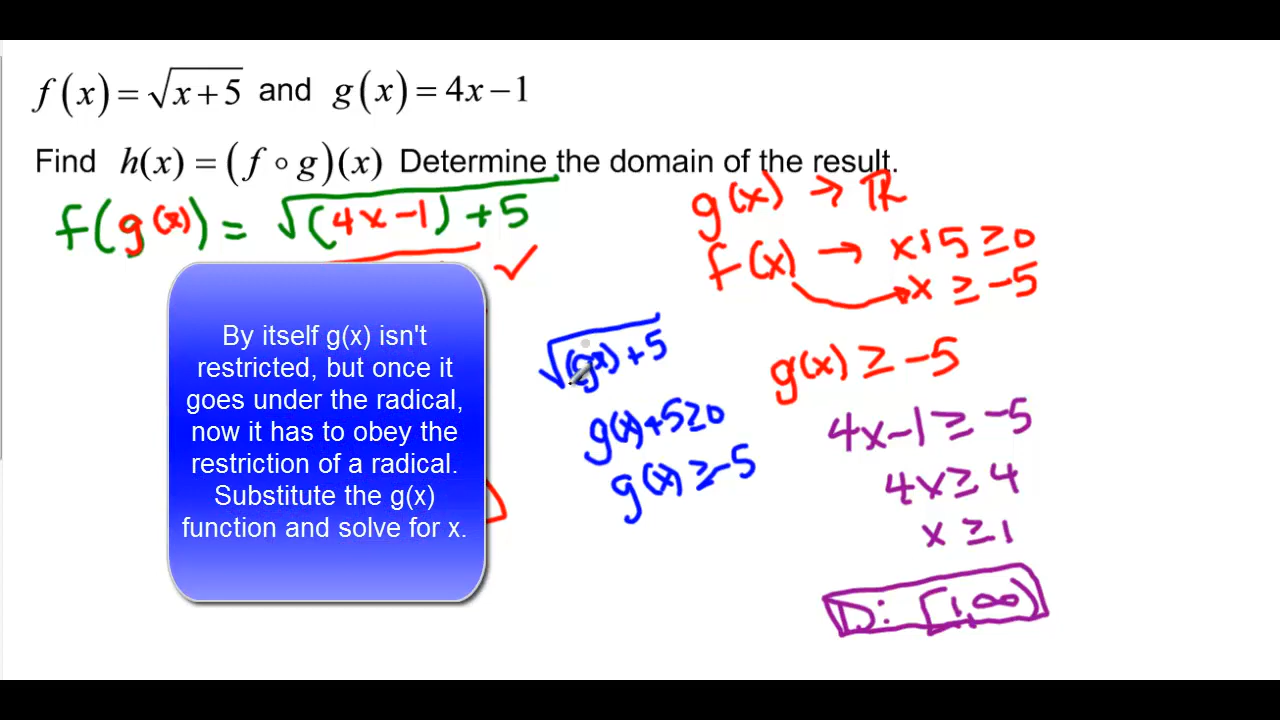 f(x) = √x+5 and g(x) = 4x−1
Find h(x) = (f ∘ g)(x) Determine the domain of the result.
f(g(x)) = √(4x−1)+5
g(x) → ℝ
f(x) → x+5 ≥ 0
x ≥ −5
By itself g(x) isn't
restricted, but once it
goes under the radical,
now it has to obey the
restriction of a radical.
Substitute the g(x)
function and solve for x.
√(gx)+5
g(x)+5≥0
g(x) ≥−5
g(x) ≥ −5
4x−1 ≥ −5
4x ≥ 4
x ≥ 1
D: [1,∞)